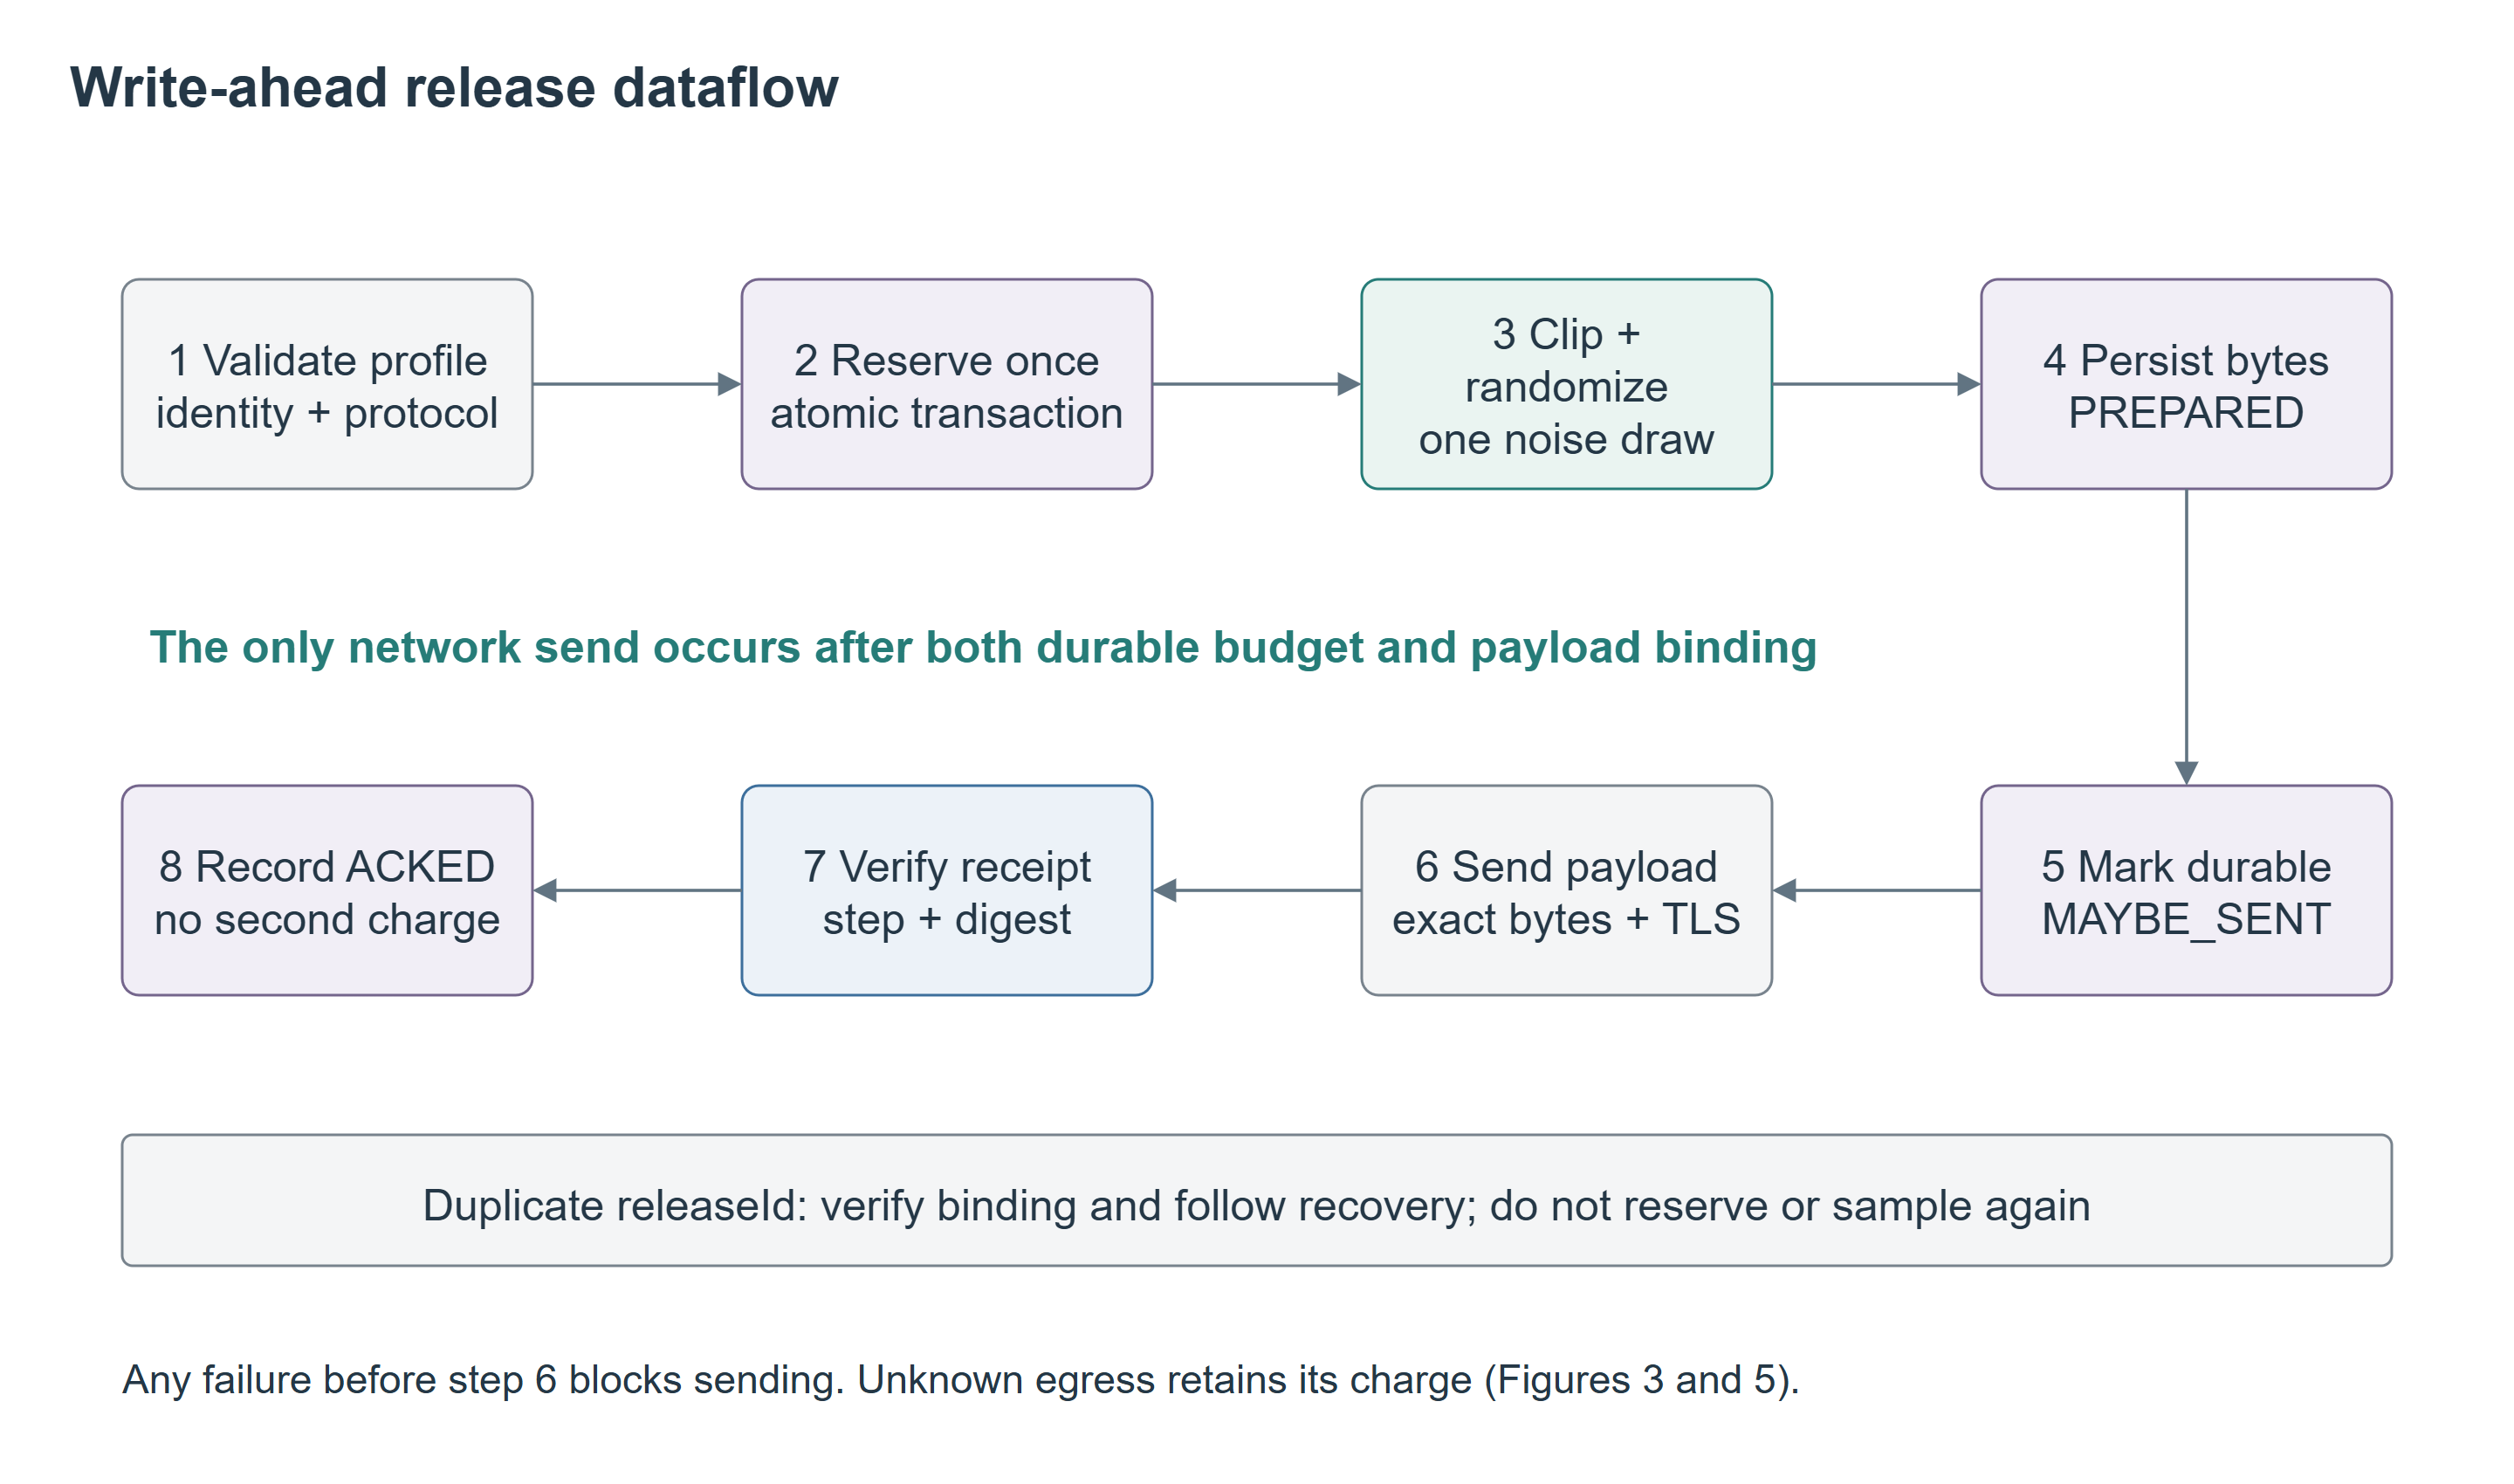 Write-ahead release dataflow
1 Validate profile
identity + protocol
2 Reserve once
atomic transaction
3 Clip +
randomize
one noise draw
4 Persist bytes
PREPARED
The only network send occurs after both durable budget and payload binding
8 Record ACKED
no second charge
7 Verify receipt
step + digest
6 Send payload
exact bytes + TLS
5 Mark durable
MAYBE_SENT
Duplicate releaseId: verify binding and follow recovery; do not reserve or sample again
Any failure before step 6 blocks sending. Unknown egress retains its charge (Figures 3 and 5).